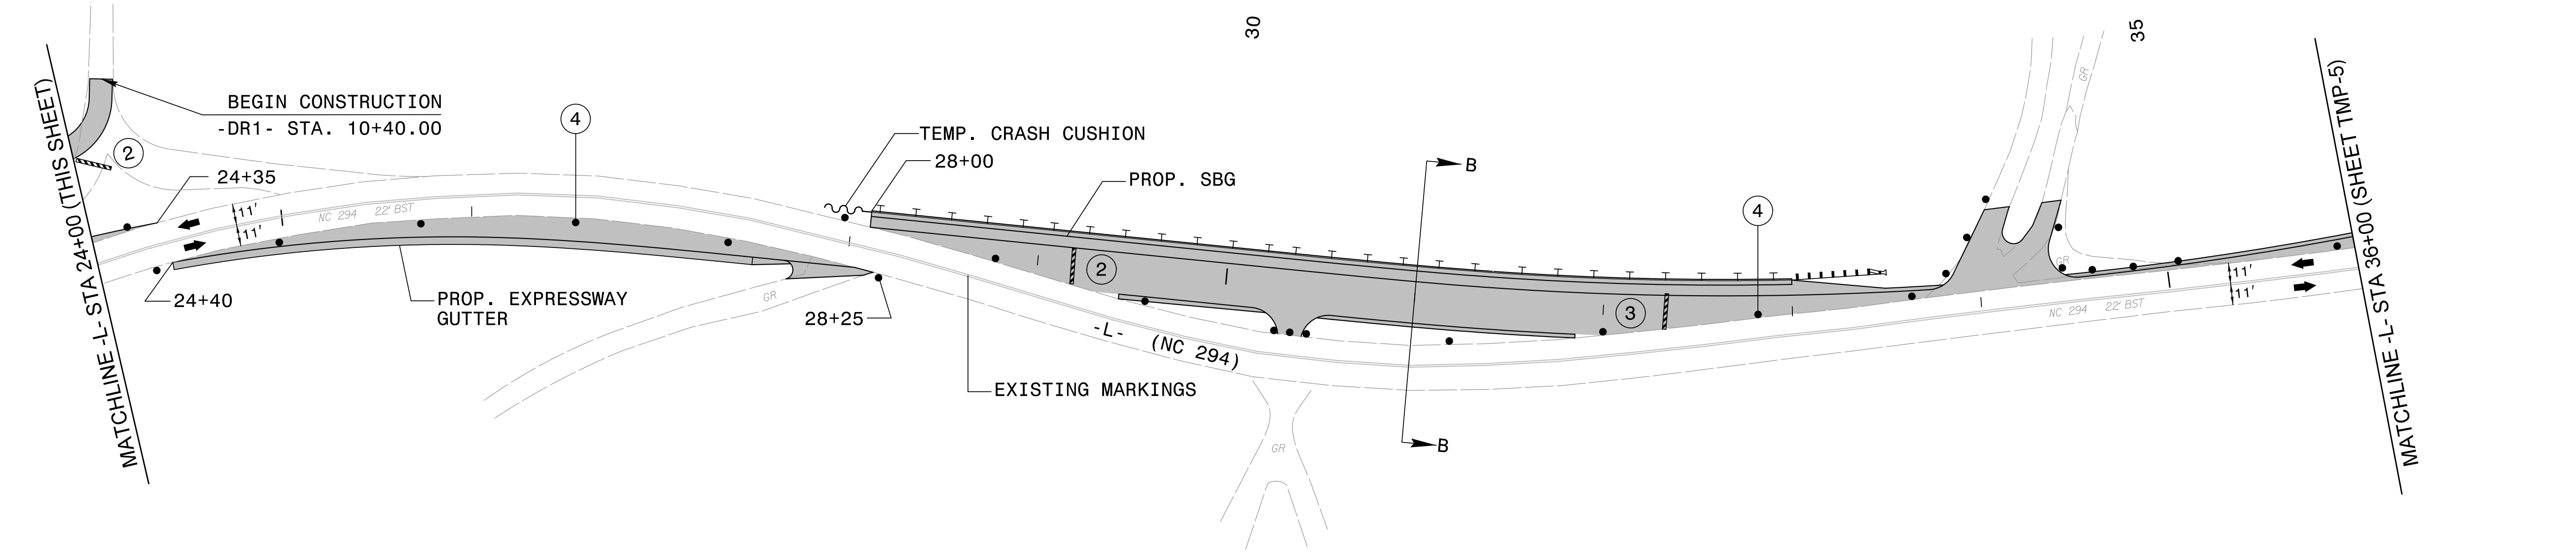 30
35
MATCHLINE -L- STA 24+00 (THIS SHEET)
BEGIN CONSTRUCTION
-DR1- STA. 10+40.00
2
24+35
11'
11'
NC 294 22' BST
4
24+40
PROP. EXPRESSWAY
GUTTER
GR
28+25
TEMP. CRASH CUSHION
28+00
PROP. SBG
2
-L- (NC 294)
EXISTING MARKINGS
GR
B
B
3
4
GR
GR
NC 294 22' BST
11'
11'
MATCHLINE -L- STA 36+00 (SHEET TMP-5)